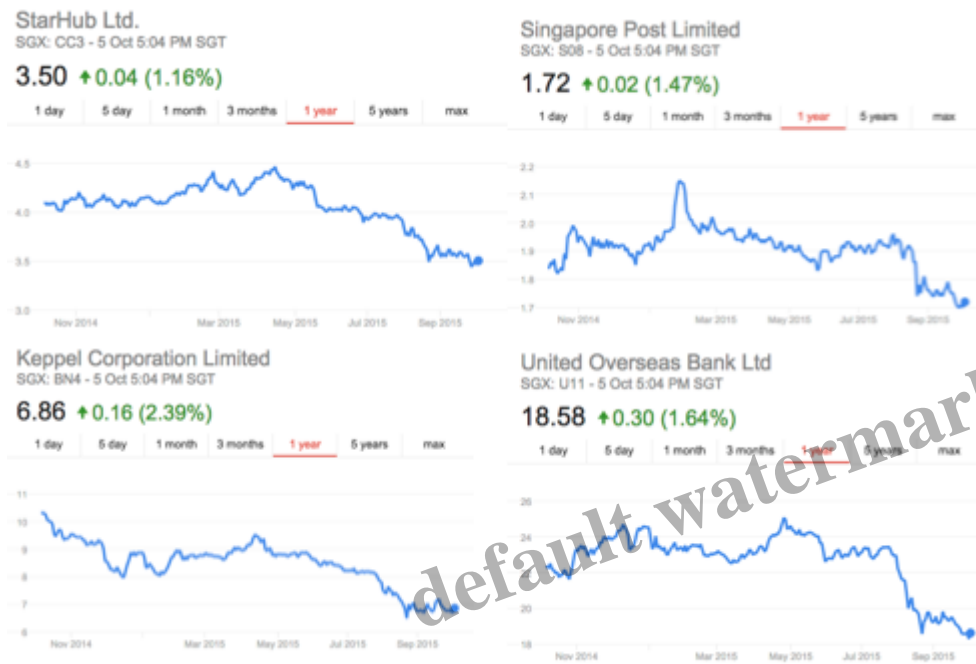 StarHub Ltd.
SGX: CC3 - 5 Oct 5:04 PM SGT
3.50 ↑0.04 (1.16%)
1 day 5 day 1 month 3 months 1 year 5 years max
4.5
4.0
3.5
3.0
Nov 2014 Mar 2015 May 2015 Jul 2015 Sep 2015
Singapore Post Limited
SGX: S08 - 5 Oct 5:04 PM SGT
1.72 ↑0.02 (1.47%)
1 day 5 day 1 month 3 months 1 year 5 years max
2.2
2.1
2.0
1.9
1.8
1.7
Nov 2014 Mar 2015 May 2015 Jul 2015 Sep 2015
Keppel Corporation Limited
SGX: BN4 - 5 Oct 5:04 PM SGT
6.86 ↑0.16 (2.39%)
1 day 5 day 1 month 3 months 1 year 5 years max
11
10
9
8
7
6
Nov 2014 Mar 2015 May 2015 Jul 2015 Sep 2015
United Overseas Bank Ltd
SGX: U11 - 5 Oct 5:04 PM SGT
18.58 ↑0.30 (1.64%)
1 day 5 day 1 month 3 months 1 year 5 years max
26
24
22
20
18
Nov 2014 Mar 2015 May 2015 Jul 2015 Sep 2015
default watermark